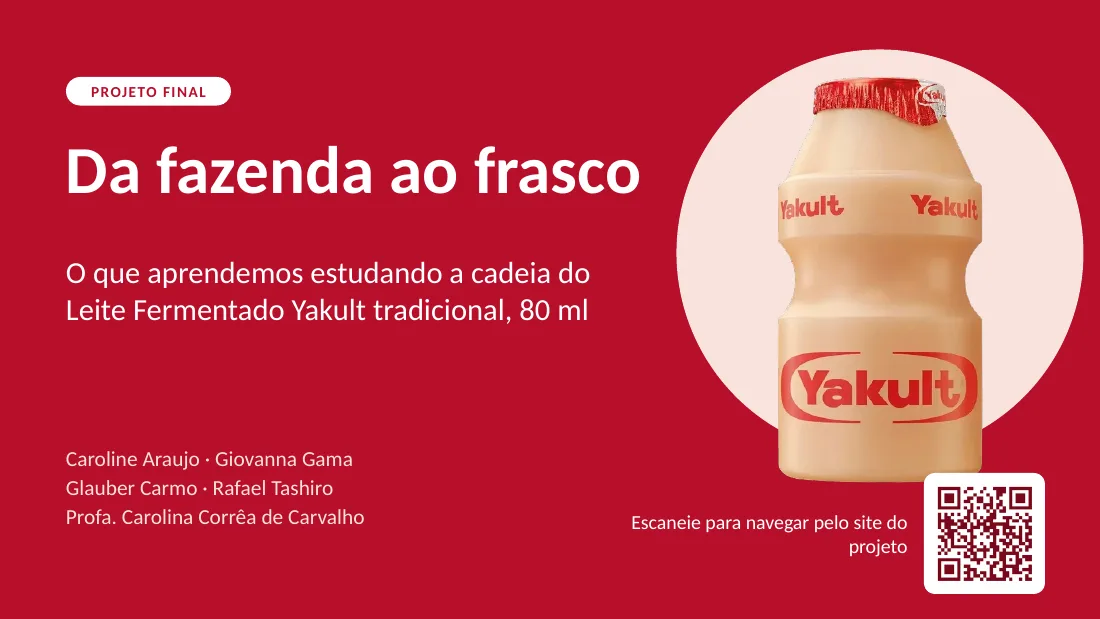 PROJETO FINAL
Da fazenda ao frasco
O que aprendemos estudando a cadeia do
Leite Fermentado Yakult tradicional, 80 ml
Yakult Yakult
Yakult
Caroline Araujo · Giovanna Gama
Glauber Carmo · Rafael Tashiro
Profa. Carolina Corrêa de Carvalho
Escaneie para navegar pelo site do
projeto